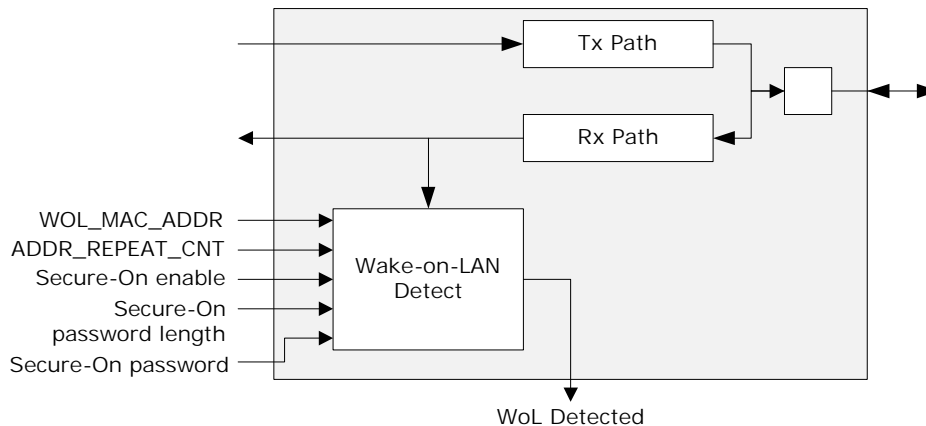 Tx Path
Rx Path
WOL_MAC_ADDR
ADDR_REPEAT_CNT
Secure-On enable
Secure-On
password length
Secure-On password
Wake-on-LAN
Detect
WoL Detected